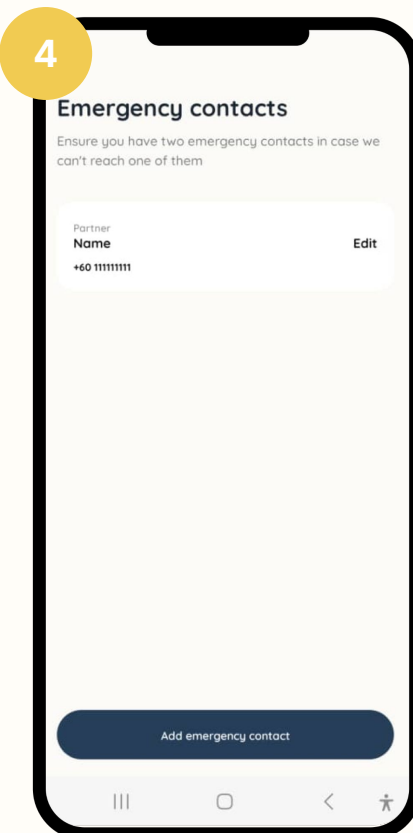 4
Emergency contacts
Ensure you have two emergency contacts in case we
can't reach one of them
Partner
Name
Edit
+60 111111111
Add emergency contact